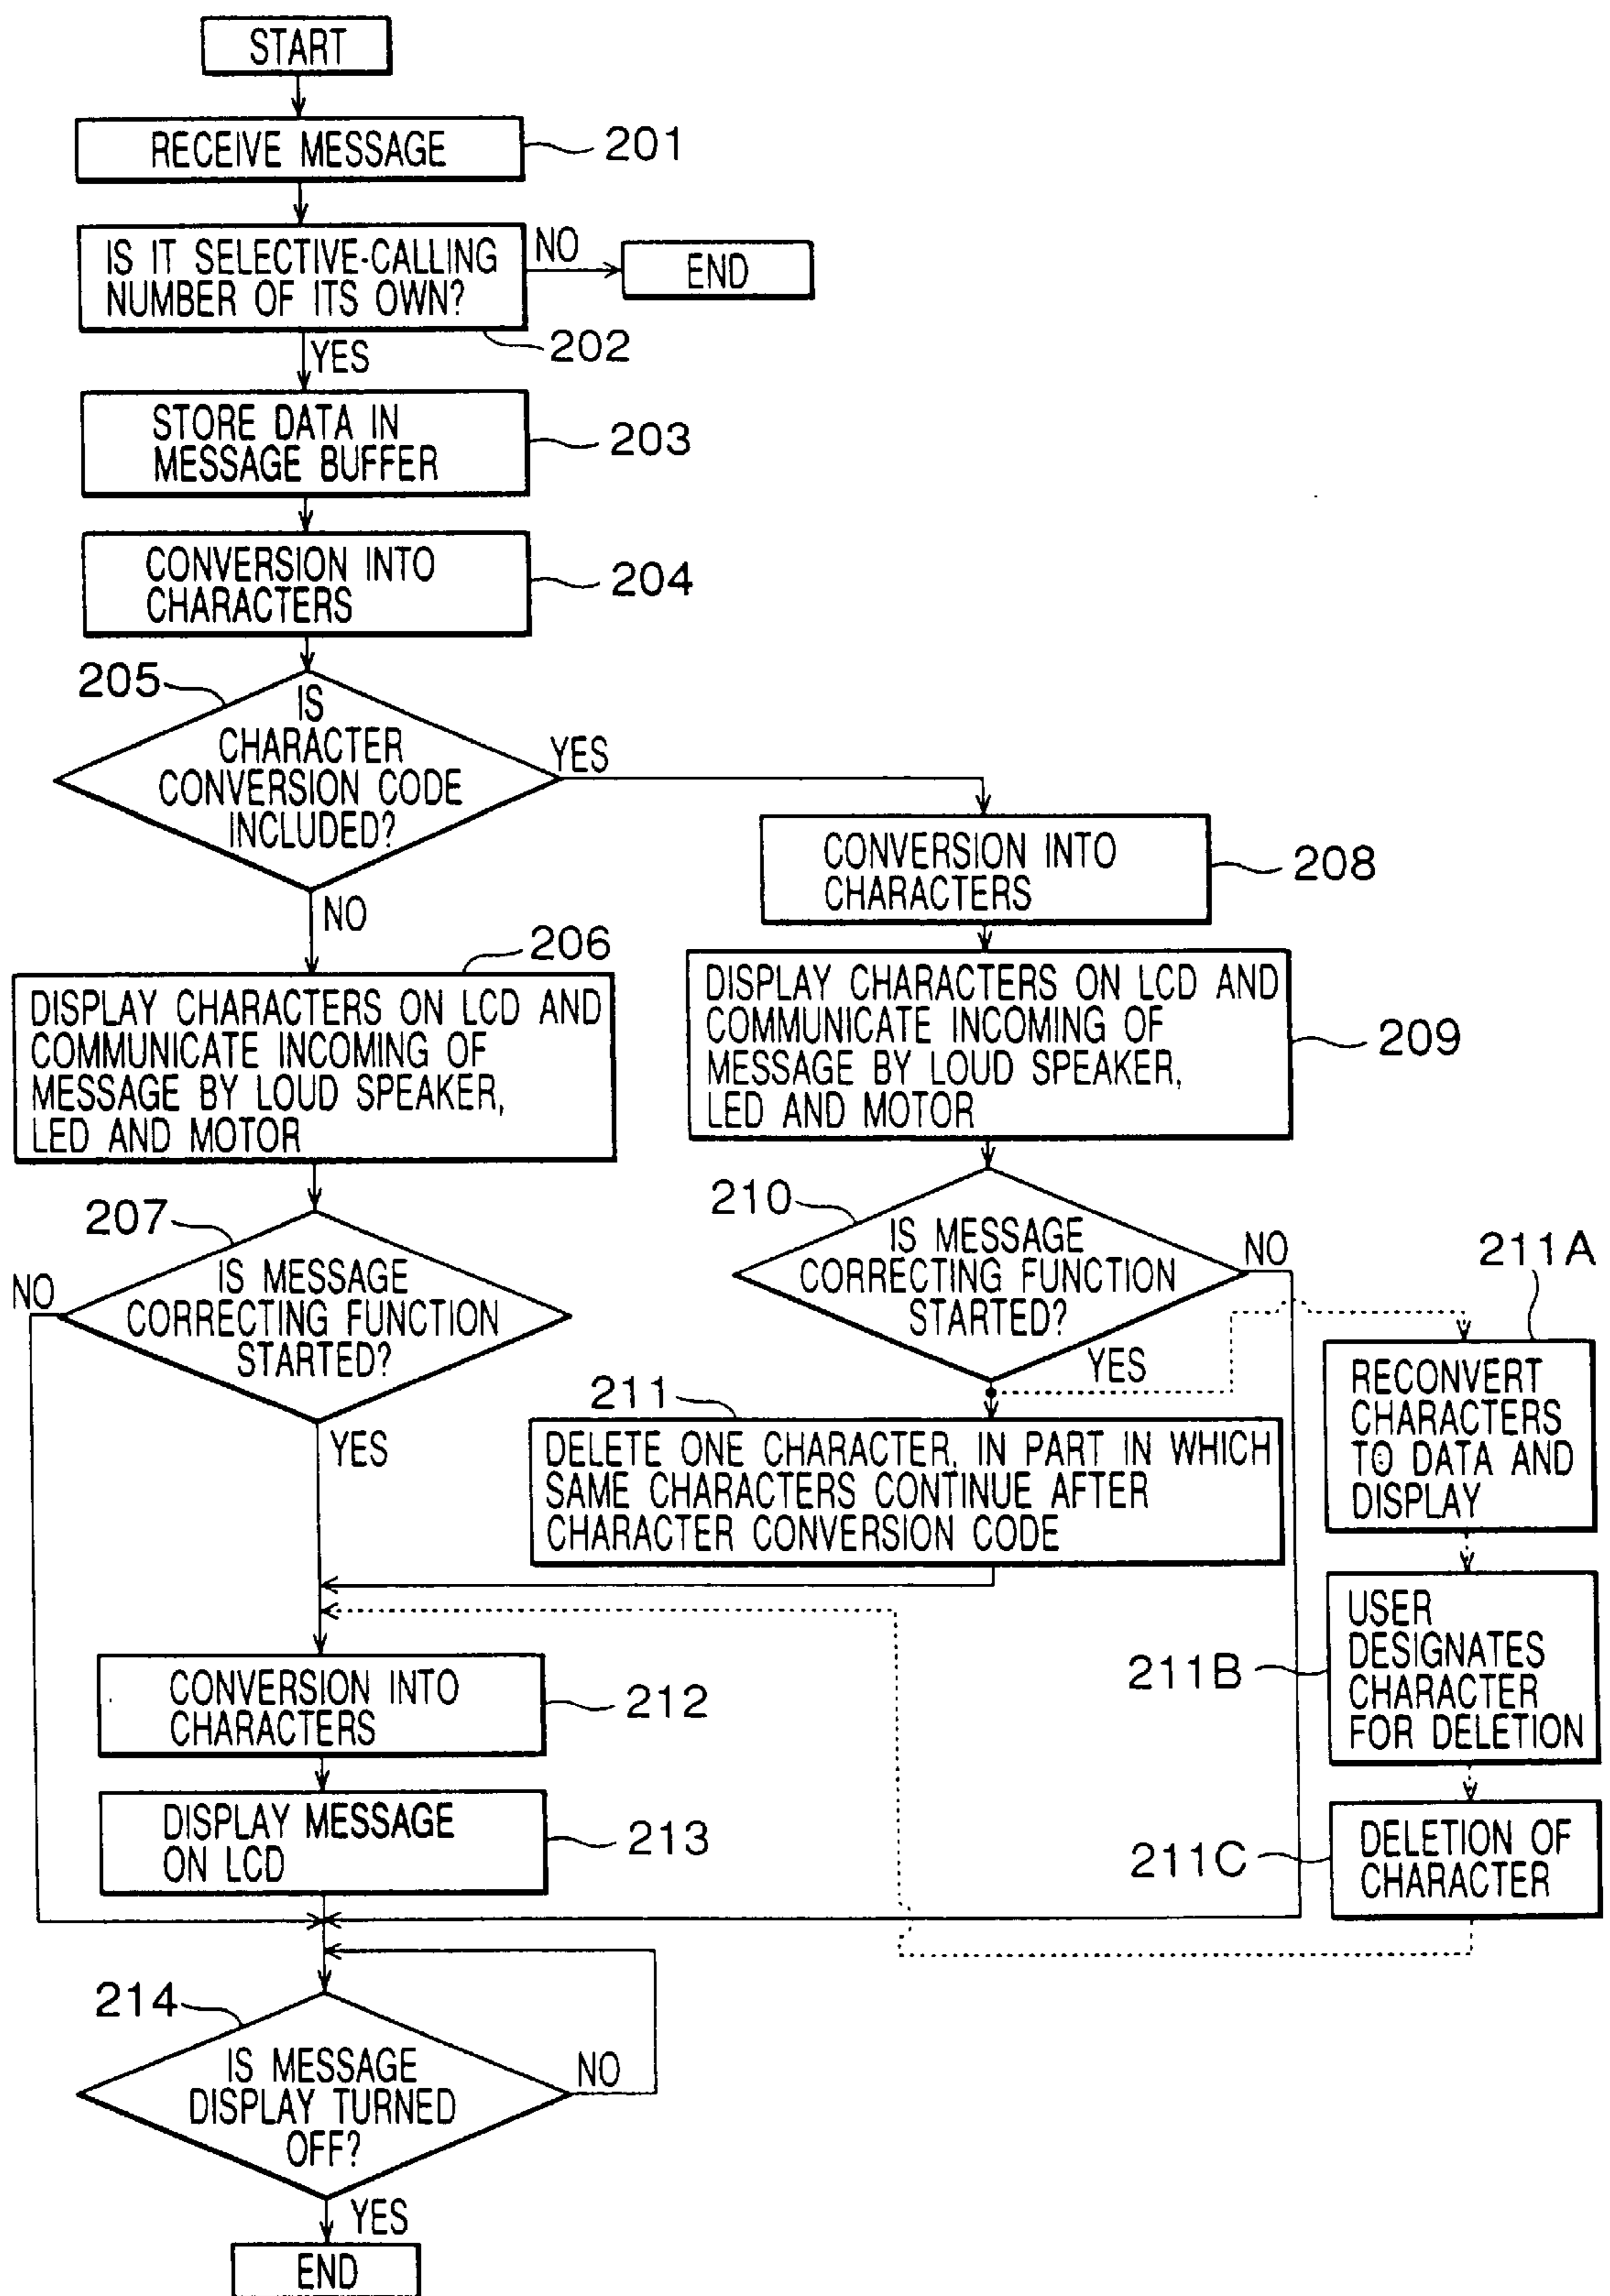 START
RECEIVE MESSAGE
201
IS IT SELECTIVE-CALLING
NUMBER OF ITS OWN?
NO
END
202
YES
STORE DATA IN
MESSAGE BUFFER
203
CONVERSION INTO
CHARACTERS
204
205
IS
CHARACTER
CONVERSION CODE
INCLUDED?
YES
NO
CONVERSION INTO
CHARACTERS
208
206
DISPLAY CHARACTERS ON LCD AND
COMMUNICATE INCOMING OF
MESSAGE BY LOUD SPEAKER,
LED AND MOTOR
DISPLAY CHARACTERS ON LCD AND
COMMUNICATE INCOMING OF
MESSAGE BY LOUD SPEAKER,
LED AND MOTOR
209
207
IS MESSAGE
CORRECTING FUNCTION
STARTED?
NO
YES
210
IS MESSAGE
CORRECTING FUNCTION
STARTED?
NO
YES
211A
RECONVERT
CHARACTERS
TO DATA AND
DISPLAY
211
DELETE ONE CHARACTER, IN PART IN WHICH
SAME CHARACTERS CONTINUE AFTER
CHARACTER CONVERSION CODE
211B
USER
DESIGNATES
CHARACTER
FOR DELETION
CONVERSION INTO
CHARACTERS
212
DISPLAY MESSAGE
ON LCD
213
211C
DELETION OF
CHARACTER
214
IS MESSAGE
DISPLAY TURNED
OFF?
NO
YES
END